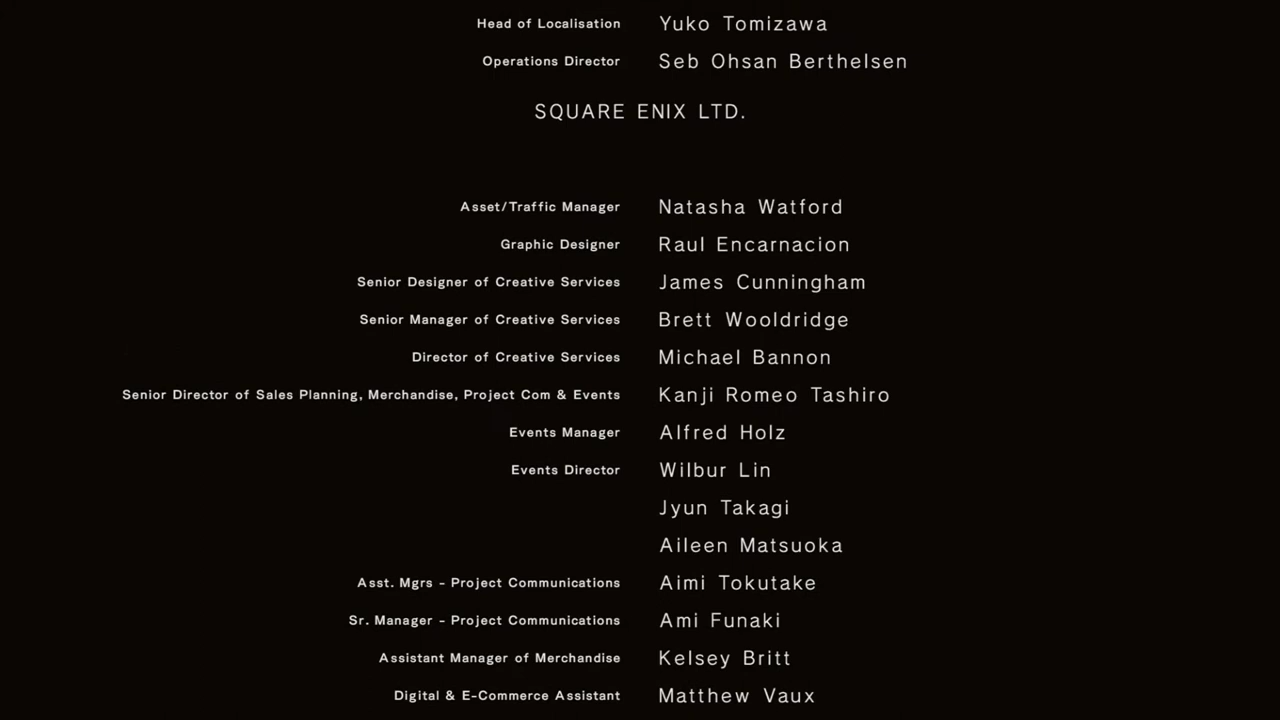 Head of Localisation Yuko Tomizawa
Operations Director Seb Ohsan Berthelsen
SQUARE ENIX LTD.
Asset/Traffic Manager Natasha Watford
Graphic Designer Raul Encarnacion
Senior Designer of Creative Services James Cunningham
Senior Manager of Creative Services Brett Wooldridge
Director of Creative Services Michael Bannon
Senior Director of Sales Planning, Merchandise, Project Com & Events Kanji Romeo Tashiro
Events Manager Alfred Holz
Events Director Wilbur Lin
Jyun Takagi
Aileen Matsuoka
Asst. Mgrs - Project Communications Aimi Tokutake
Sr. Manager - Project Communications Ami Funaki
Assistant Manager of Merchandise Kelsey Britt
Digital & E-Commerce Assistant Matthew Vaux